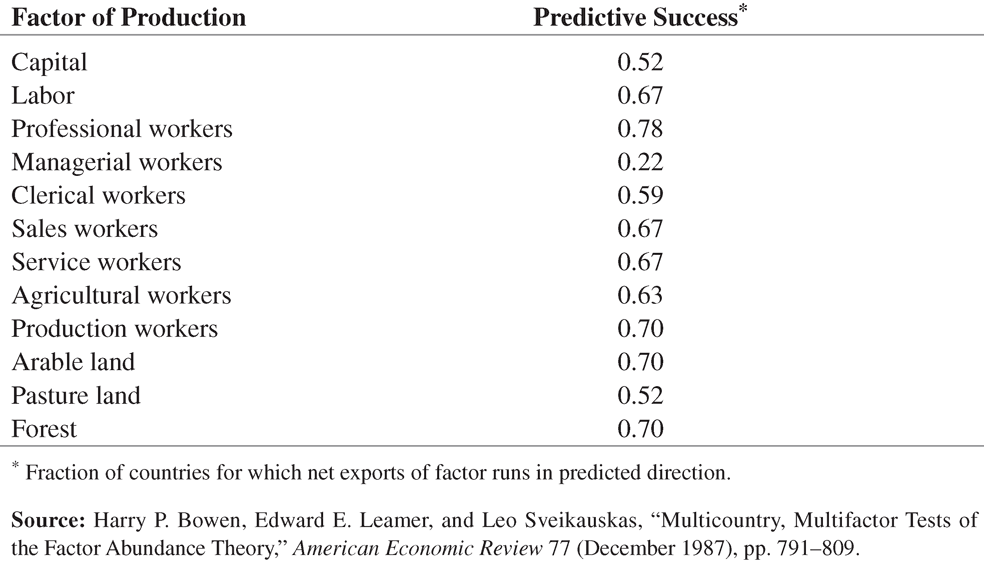 Factor of Production Predictive Success*
Capital 0.52
Labor 0.67
Professional workers 0.78
Managerial workers 0.22
Clerical workers 0.59
Sales workers 0.67
Service workers 0.67
Agricultural workers 0.63
Production workers 0.70
Arable land 0.70
Pasture land 0.52
Forest 0.70
* Fraction of countries for which net exports of factor runs in predicted direction.
Source: Harry P. Bowen, Edward E. Leamer, and Leo Sveikauskas, “Multicountry, Multifactor Tests of
the Factor Abundance Theory,” American Economic Review 77 (December 1987), pp. 791–809.